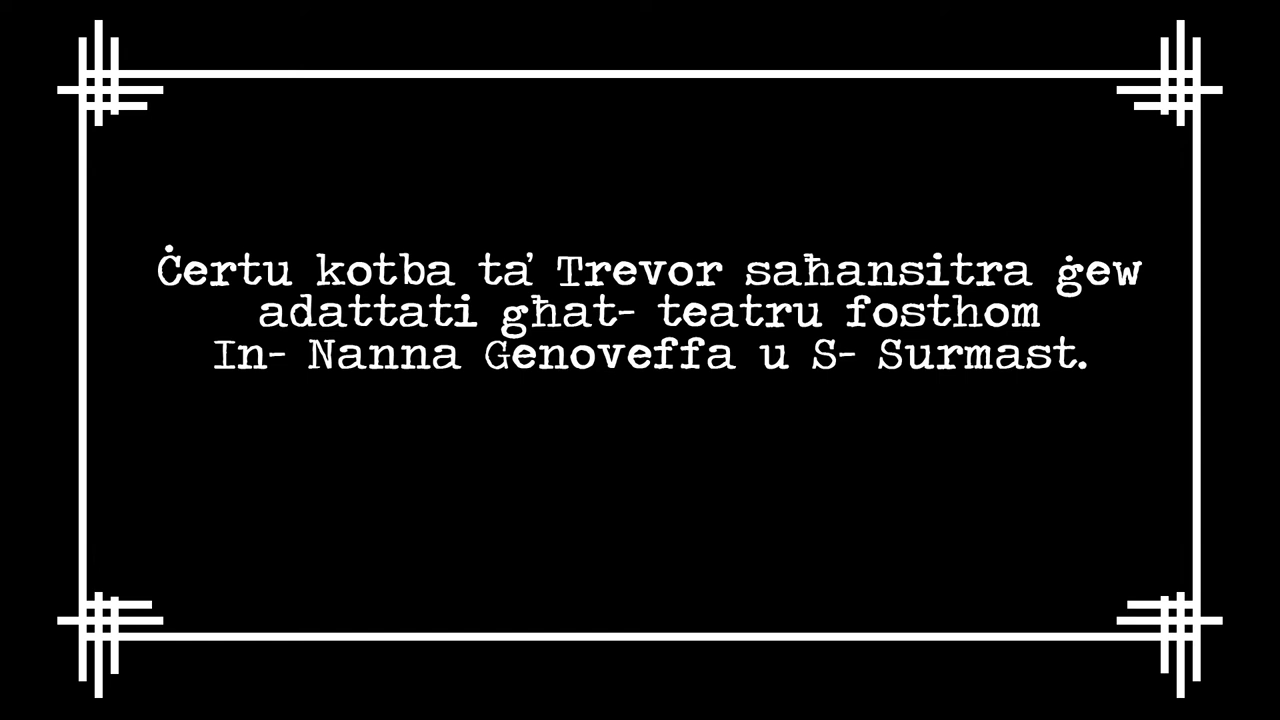 Ċertu kotba ta' Trevor saħansitra ġew
adattati għat- teatru fosthom
In- Nanna Genoveffa u S- Surmast.